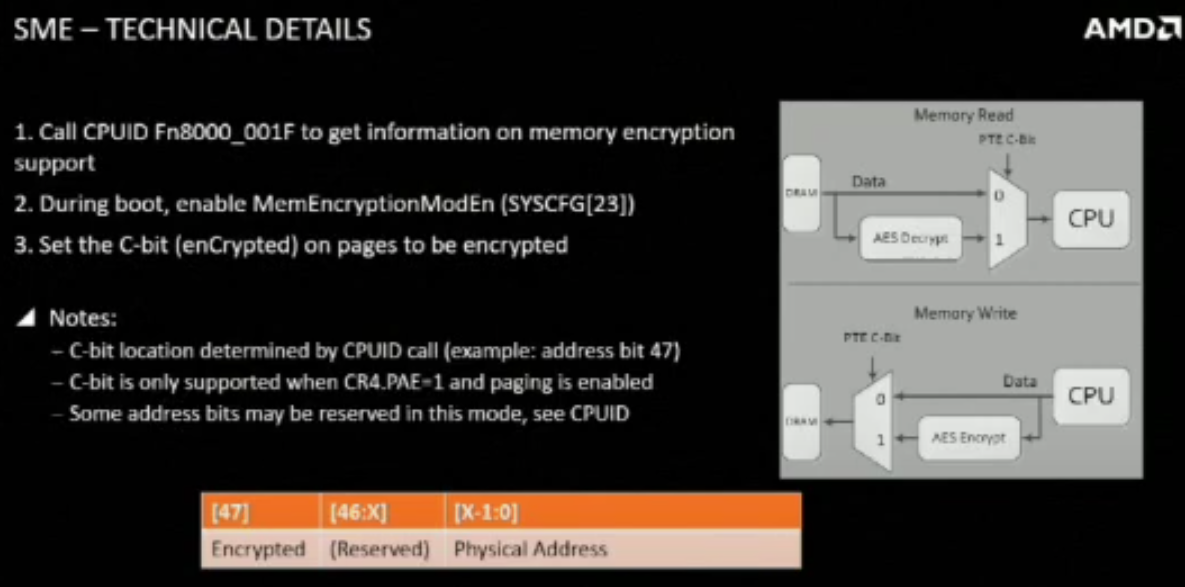 SME – TECHNICAL DETAILS
AMD
1. Call CPUID Fn8000_001F to get information on memory encryption
support
2. During boot, enable MemEncryptionModEn (SYSCFG[23])
3. Set the C-bit (enCrypted) on pages to be encrypted
Notes:
– C-bit location determined by CPUID call (example: address bit 47)
– C-bit is only supported when CR4.PAE=1 and paging is enabled
– Some address bits may be reserved in this mode, see CPUID
Memory Read
PTE C-Bit
DRAM
Data
0
AES Decrypt
1
CPU
Memory Write
PTE C-Bit
Data
DRAM
0
CPU
1
AES Encrypt
[47] [46:X] [X-1:0]
Encrypted (Reserved) Physical Address